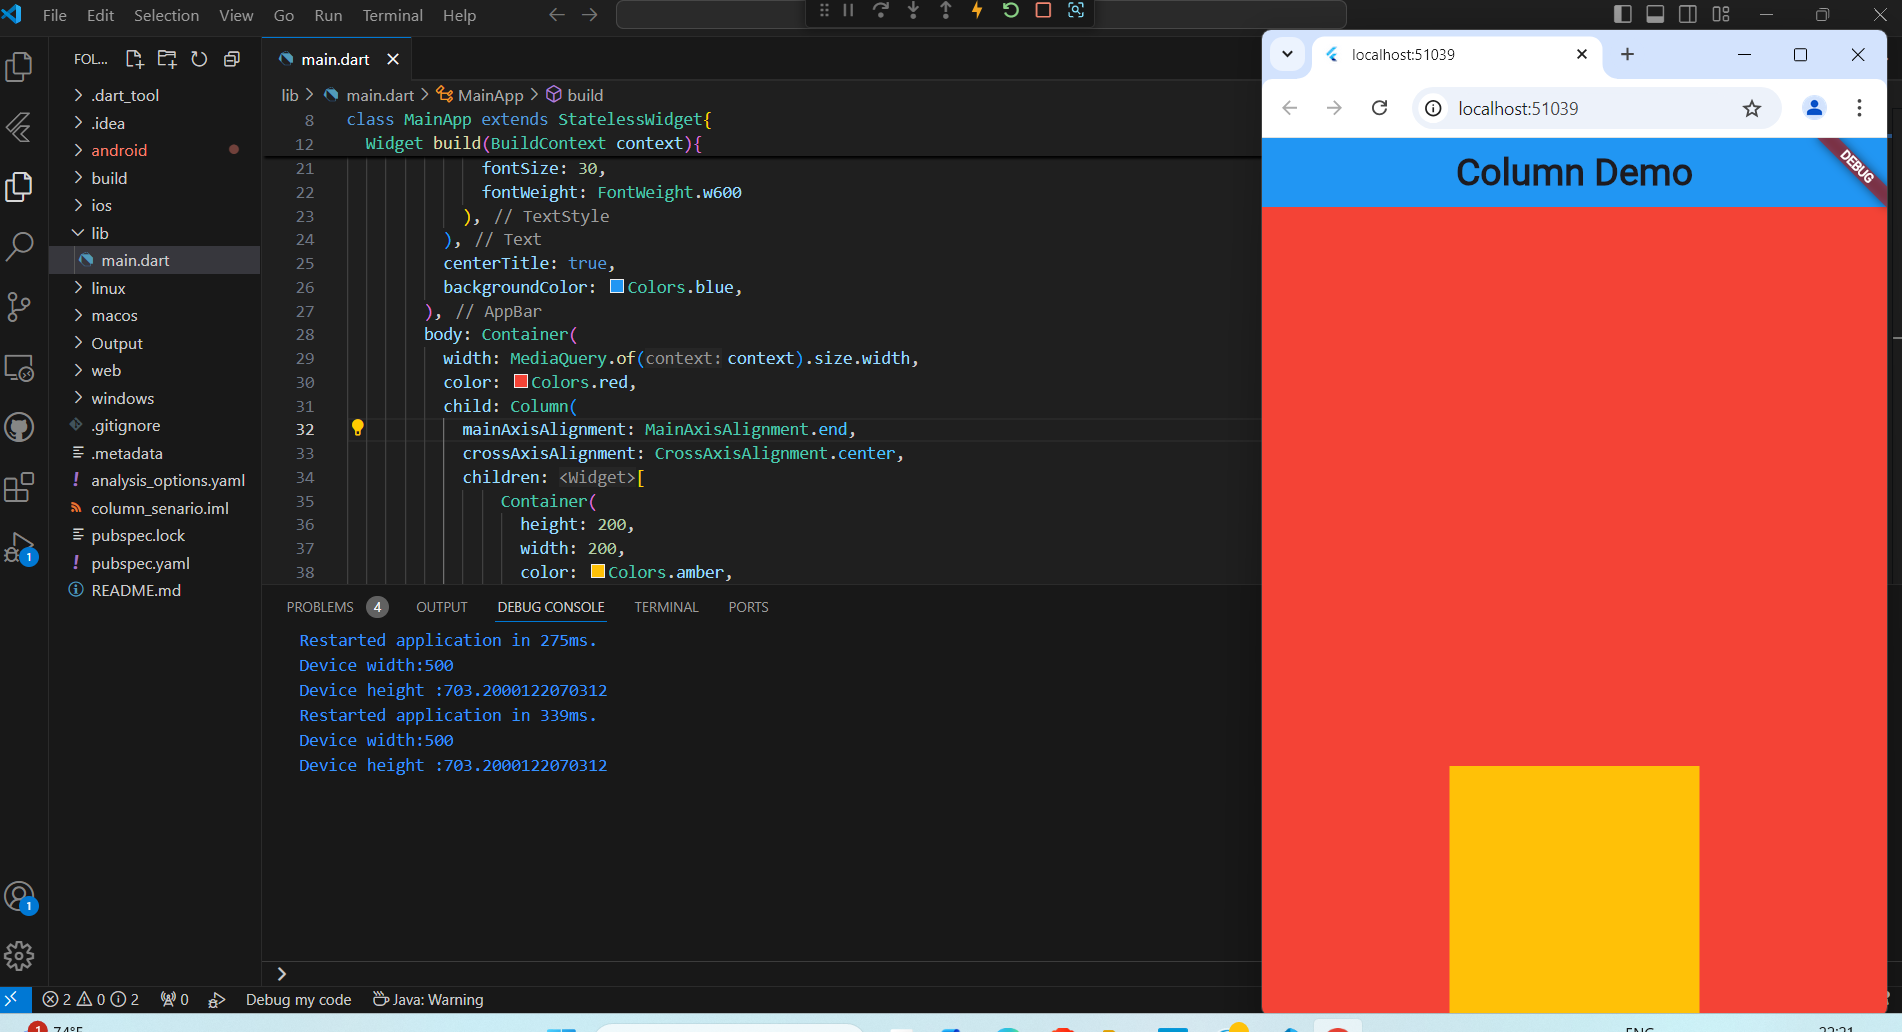 File Edit Selection View Go Run Terminal Help
FOL...
.dart_tool
.idea
android
build
ios
lib
main.dart
linux
macos
Output
web
windows
.gitignore
.metadata
! analysis_options.yaml
column_senario.iml
pubspec.lock
! pubspec.yaml
README.md
main.dart
lib > main.dart > MainApp > build
8 class MainApp extends StatelessWidget{
12 Widget build(BuildContext context){
21 fontSize: 30,
22 fontWeight: FontWeight.w600
23 ), // TextStyle
24 ), // Text
25 centerTitle: true,
26 backgroundColor: Colors.blue,
27 ), // AppBar
28 body: Container(
29 width: MediaQuery.of(context: context).size.width,
30 color: Colors.red,
31 child: Column(
32 mainAxisAlignment: MainAxisAlignment.end,
33 crossAxisAlignment: CrossAxisAlignment.center,
34 children: <Widget>[
35 Container(
36 height: 200,
37 width: 200,
38 color: Colors.amber,
PROBLEMS 4 OUTPUT DEBUG CONSOLE TERMINAL PORTS
Restarted application in 275ms.
Device width:500
Device height :703.2000122070312
Restarted application in 339ms.
Device width:500
Device height :703.2000122070312
>
1
1
2 0 2 0 Debug my code Java: Warning
localhost:51039
localhost:51039
Column Demo
DEBUG
1 74°F
ENG
22:21